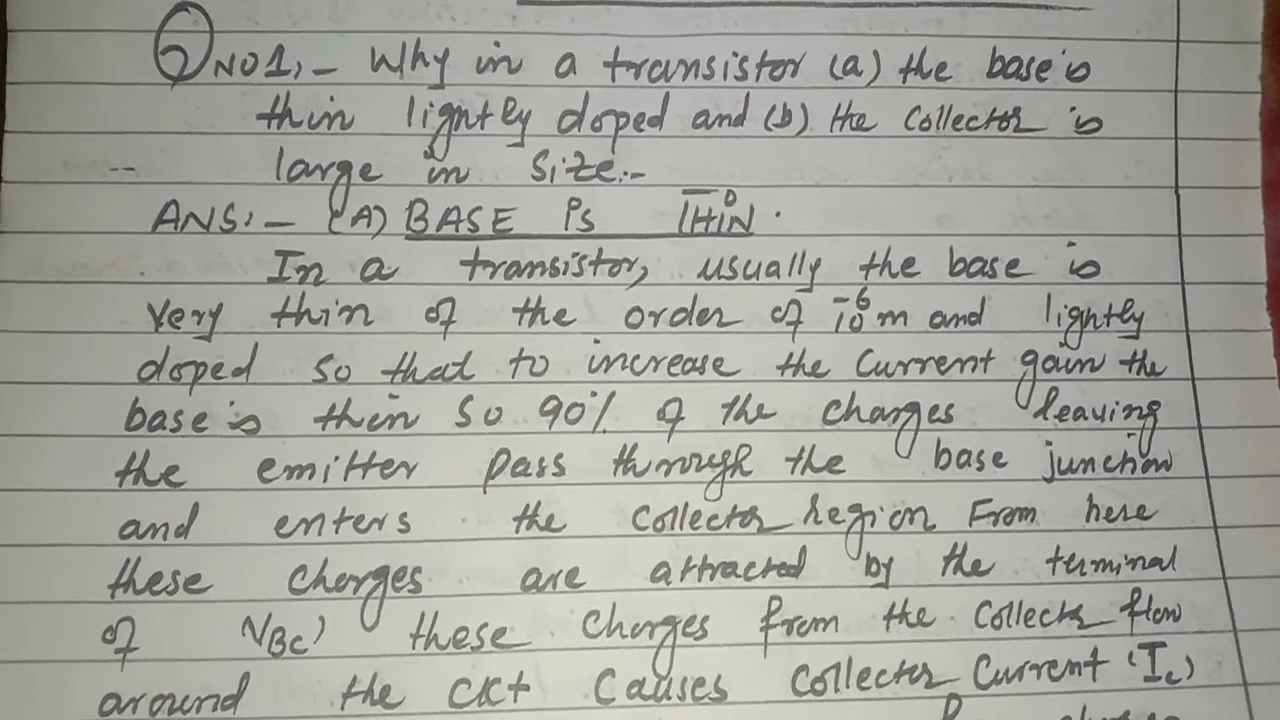 Q NO1,- Why in a transistor (a) the base is
thin lightly doped and (b) the Collector is
large in size:-
ANS:- (A) BASE Is THIN.
In a transistor, usually the base is
very thin of the order of 10⁻⁶m and lightly
doped so that to increase the current gain the
base is thin so 90% of the charges leaving
the emitter pass through the base junction
and enters the collector region From here
these charges are attracted by the terminal
of VBC, these charges from the collector flow
around the ckt causes collector current (Ic)